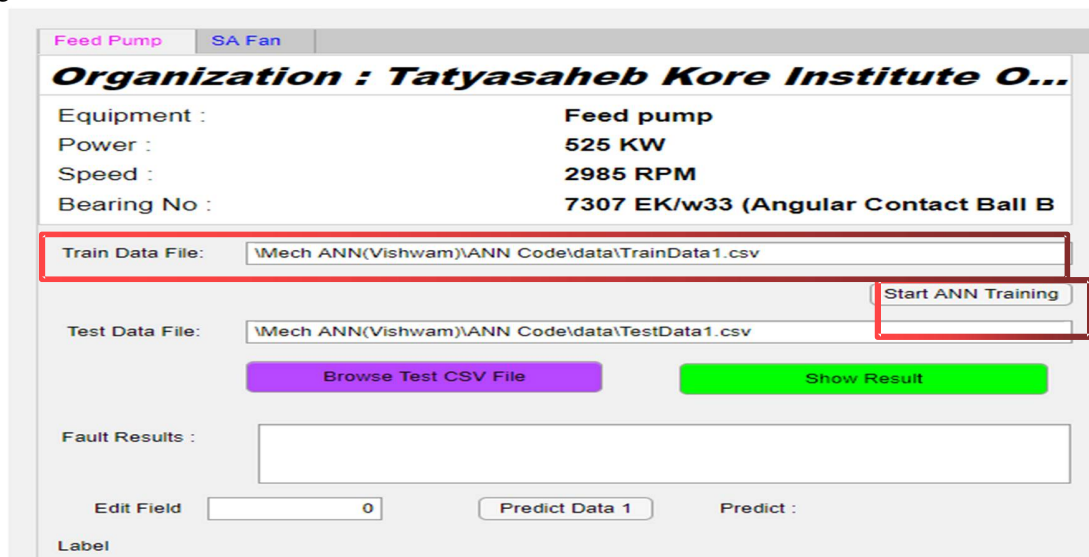 Feed Pump SA Fan
Organization : Tatyasaheb Kore Institute O...
Equipment : Feed pump
Power : 525 KW
Speed : 2985 RPM
Bearing No : 7307 EK/w33 (Angular Contact Ball B
Train Data File: \Mech ANN(Vishwam)\ANN Code\data\TrainData1.csv
Start ANN Training
Test Data File: \Mech ANN(Vishwam)\ANN Code\data\TestData1.csv
Browse Test CSV File Show Result
Fault Results :
Edit Field 0 Predict Data 1 Predict :
Label